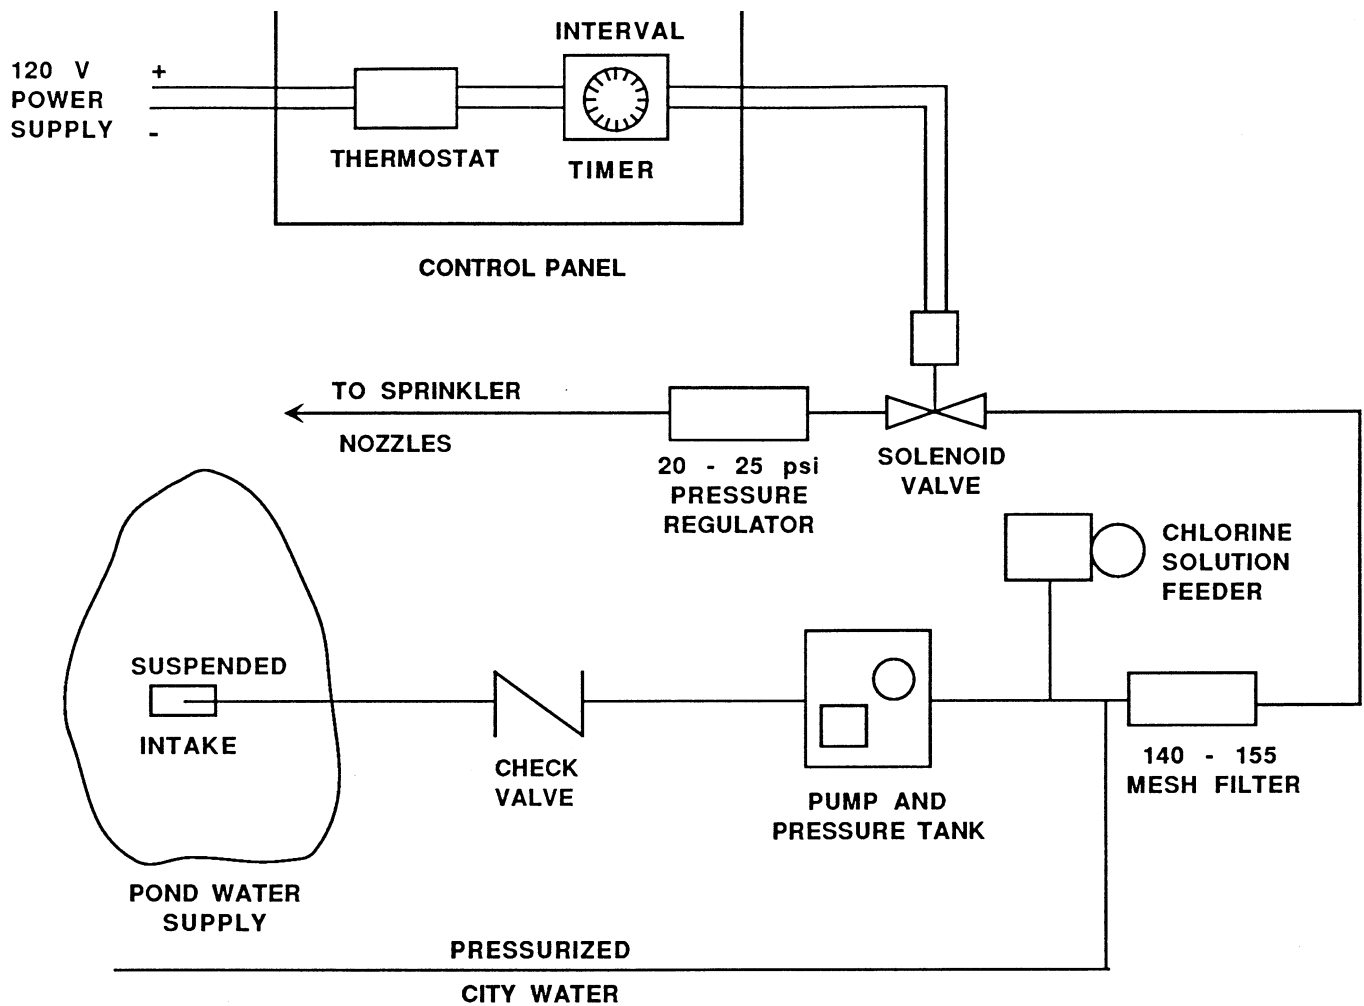 INTERVAL
120 V +
POWER
SUPPLY -
THERMOSTAT
TIMER
CONTROL PANEL
TO SPRINKLER
NOZZLES
20 - 25 psi
PRESSURE
REGULATOR
SOLENOID
VALVE
CHLORINE
SOLUTION
FEEDER
SUSPENDED
INTAKE
CHECK
VALVE
PUMP AND
PRESSURE TANK
140 - 155
MESH FILTER
POND WATER
SUPPLY
PRESSURIZED
CITY WATER